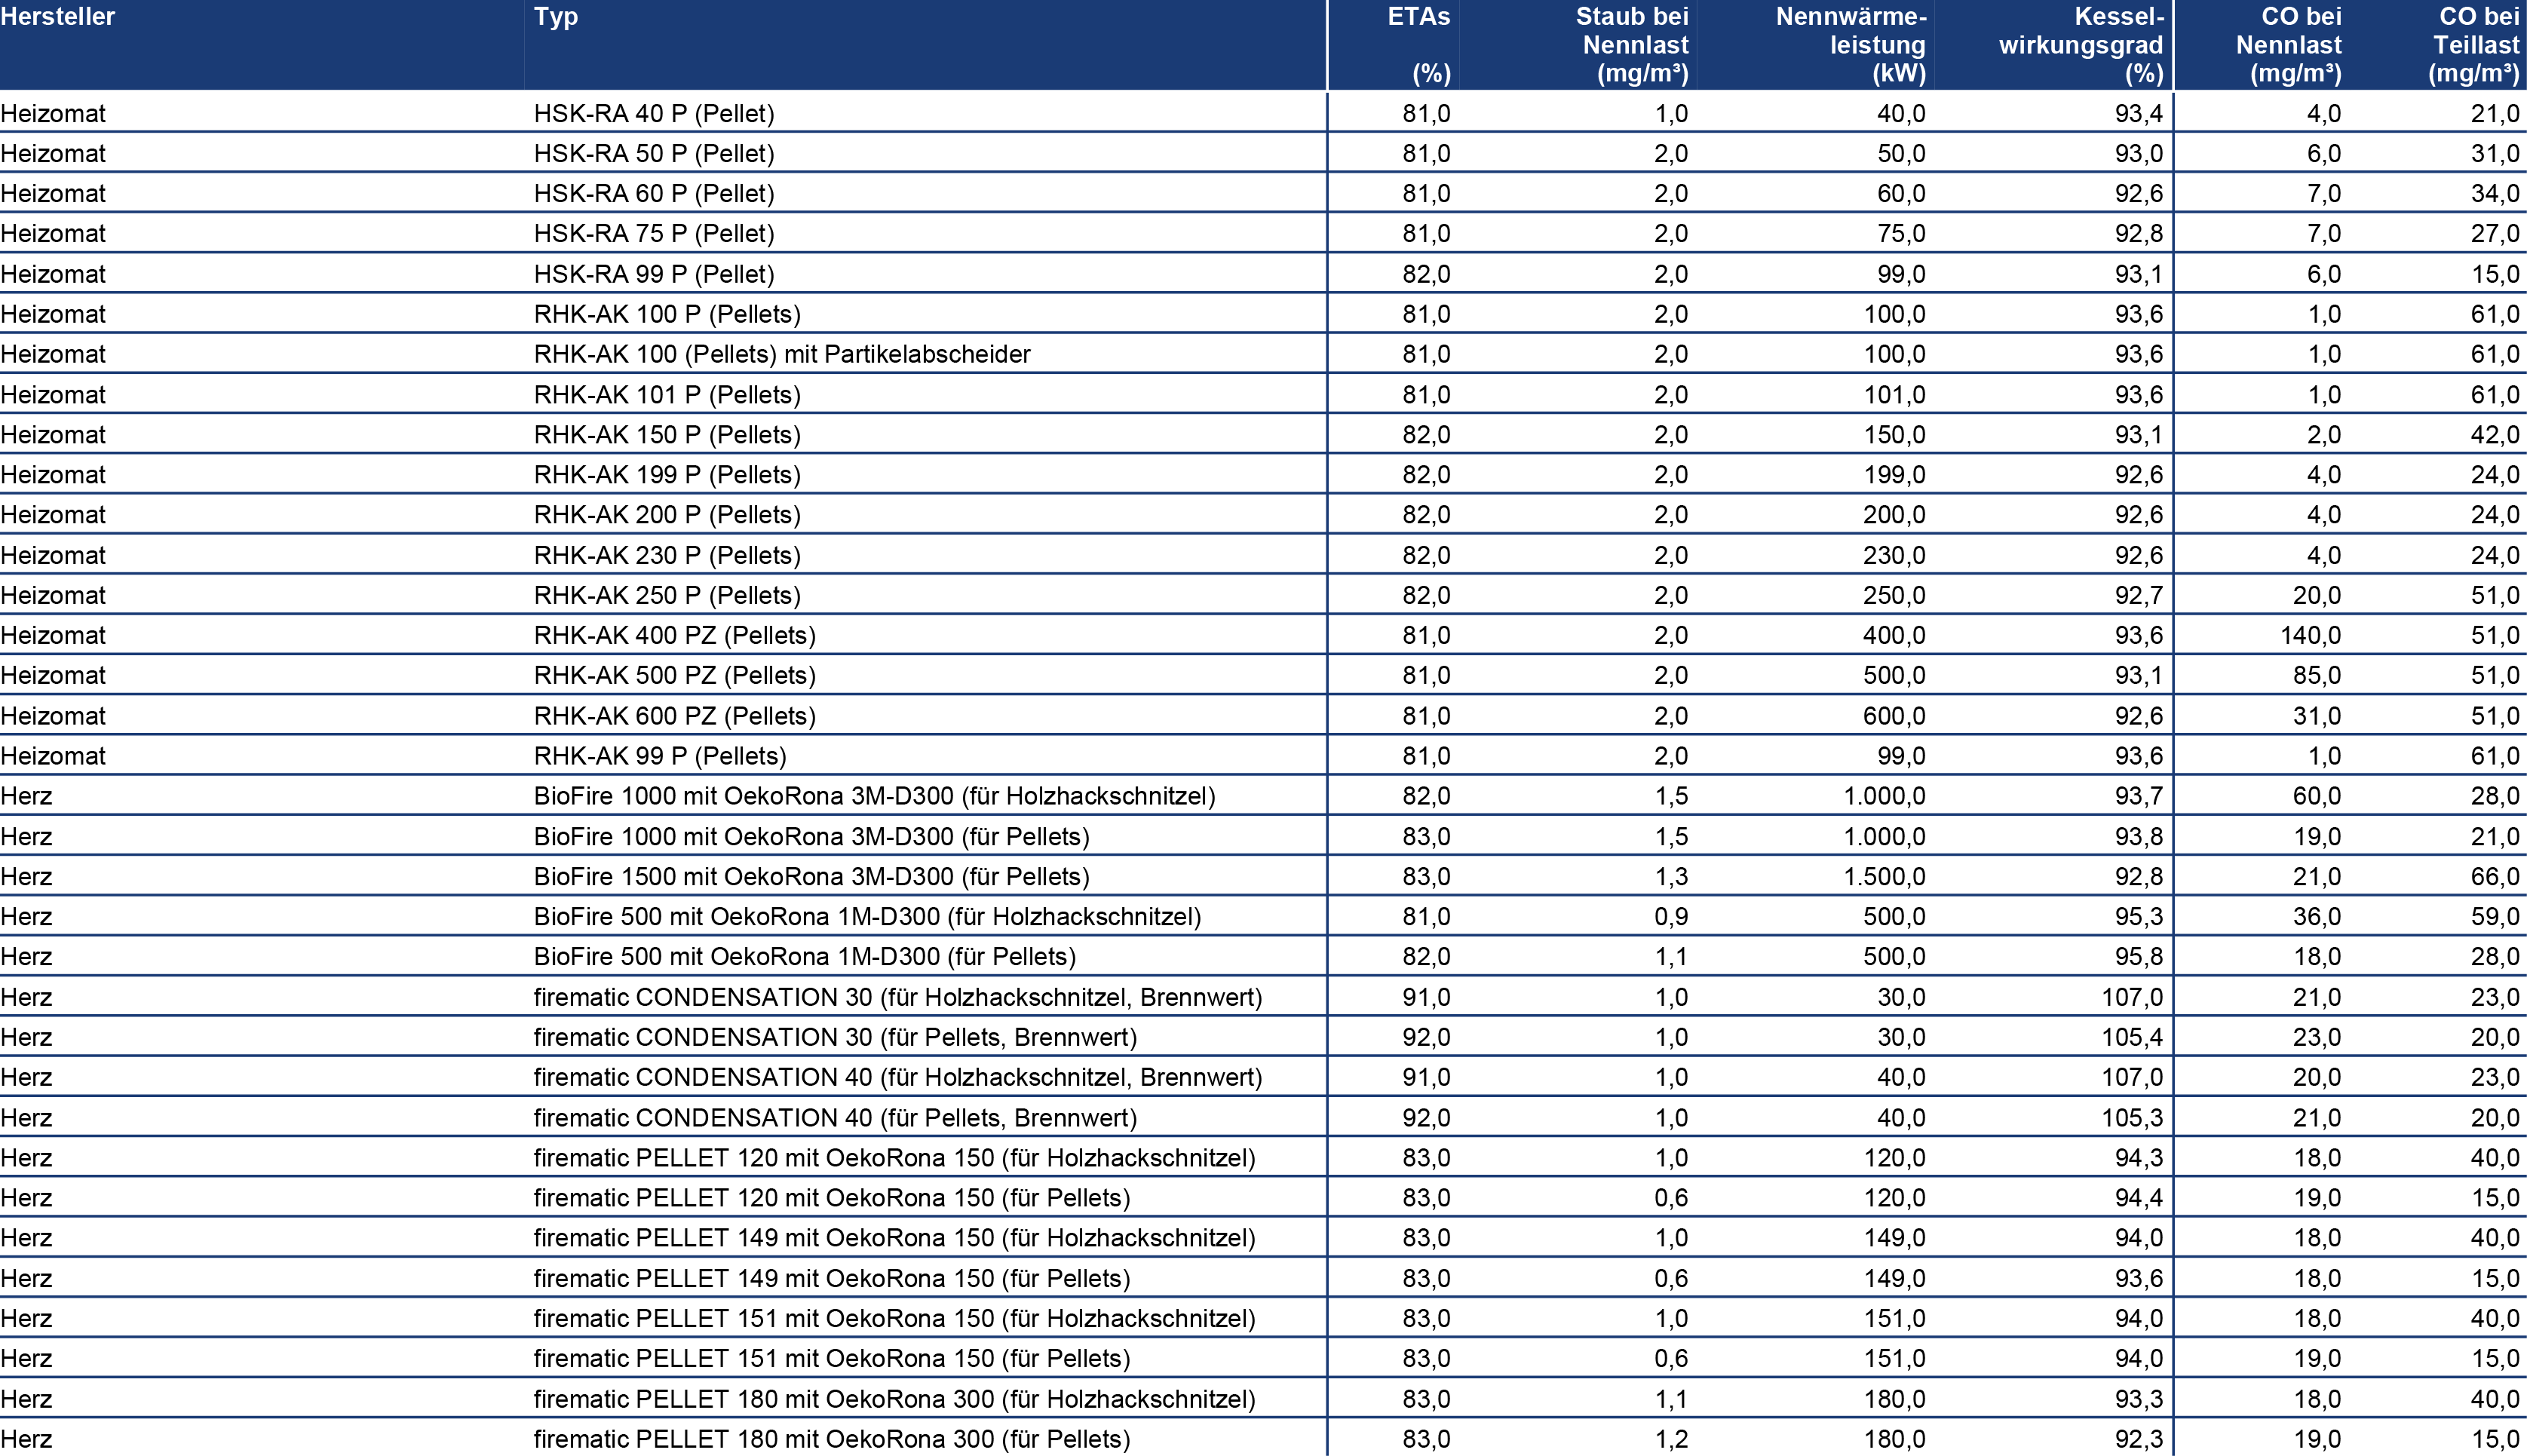 Hersteller Typ ETAs (%) Staub bei Nennlast (mg/m³) Nennwärme-leistung (kW) Kessel-wirkungsgrad (%) CO bei Nennlast (mg/m³) CO bei Teillast (mg/m³)
Heizomat HSK-RA 40 P (Pellet) 81,0 1,0 40,0 93,4 4,0 21,0
Heizomat HSK-RA 50 P (Pellet) 81,0 2,0 50,0 93,0 6,0 31,0
Heizomat HSK-RA 60 P (Pellet) 81,0 2,0 60,0 92,6 7,0 34,0
Heizomat HSK-RA 75 P (Pellet) 81,0 2,0 75,0 92,8 7,0 27,0
Heizomat HSK-RA 99 P (Pellet) 82,0 2,0 99,0 93,1 6,0 15,0
Heizomat RHK-AK 100 P (Pellets) 81,0 2,0 100,0 93,6 1,0 61,0
Heizomat RHK-AK 100 (Pellets) mit Partikelabscheider 81,0 2,0 100,0 93,6 1,0 61,0
Heizomat RHK-AK 101 P (Pellets) 81,0 2,0 101,0 93,6 1,0 61,0
Heizomat RHK-AK 150 P (Pellets) 82,0 2,0 150,0 93,1 2,0 42,0
Heizomat RHK-AK 199 P (Pellets) 82,0 2,0 199,0 92,6 4,0 24,0
Heizomat RHK-AK 200 P (Pellets) 82,0 2,0 200,0 92,6 4,0 24,0
Heizomat RHK-AK 230 P (Pellets) 82,0 2,0 230,0 92,6 4,0 24,0
Heizomat RHK-AK 250 P (Pellets) 82,0 2,0 250,0 92,7 20,0 51,0
Heizomat RHK-AK 400 PZ (Pellets) 81,0 2,0 400,0 93,6 140,0 51,0
Heizomat RHK-AK 500 PZ (Pellets) 81,0 2,0 500,0 93,1 85,0 51,0
Heizomat RHK-AK 600 PZ (Pellets) 81,0 2,0 600,0 92,6 31,0 51,0
Heizomat RHK-AK 99 P (Pellets) 81,0 2,0 99,0 93,6 1,0 61,0
Herz BioFire 1000 mit OekoRona 3M-D300 (für Holzhackschnitzel) 82,0 1,5 1.000,0 93,7 60,0 28,0
Herz BioFire 1000 mit OekoRona 3M-D300 (für Pellets) 83,0 1,5 1.000,0 93,8 19,0 21,0
Herz BioFire 1500 mit OekoRona 3M-D300 (für Pellets) 83,0 1,3 1.500,0 92,8 21,0 66,0
Herz BioFire 500 mit OekoRona 1M-D300 (für Holzhackschnitzel) 81,0 0,9 500,0 95,3 36,0 59,0
Herz BioFire 500 mit OekoRona 1M-D300 (für Pellets) 82,0 1,1 500,0 95,8 18,0 28,0
Herz firematic CONDENSATION 30 (für Holzhackschnitzel, Brennwert) 91,0 1,0 30,0 107,0 21,0 23,0
Herz firematic CONDENSATION 30 (für Pellets, Brennwert) 92,0 1,0 30,0 105,4 23,0 20,0
Herz firematic CONDENSATION 40 (für Holzhackschnitzel, Brennwert) 91,0 1,0 40,0 107,0 20,0 23,0
Herz firematic CONDENSATION 40 (für Pellets, Brennwert) 92,0 1,0 40,0 105,3 21,0 20,0
Herz firematic PELLET 120 mit OekoRona 150 (für Holzhackschnitzel) 83,0 1,0 120,0 94,3 18,0 40,0
Herz firematic PELLET 120 mit OekoRona 150 (für Pellets) 83,0 0,6 120,0 94,4 19,0 15,0
Herz firematic PELLET 149 mit OekoRona 150 (für Holzhackschnitzel) 83,0 1,0 149,0 94,0 18,0 40,0
Herz firematic PELLET 149 mit OekoRona 150 (für Pellets) 83,0 0,6 149,0 93,6 18,0 15,0
Herz firematic PELLET 151 mit OekoRona 150 (für Holzhackschnitzel) 83,0 1,0 151,0 94,0 18,0 40,0
Herz firematic PELLET 151 mit OekoRona 150 (für Pellets) 83,0 0,6 151,0 94,0 19,0 15,0
Herz firematic PELLET 180 mit OekoRona 300 (für Holzhackschnitzel) 83,0 1,1 180,0 93,3 18,0 40,0
Herz firematic PELLET 180 mit OekoRona 300 (für Pellets) 83,0 1,2 180,0 92,3 19,0 15,0